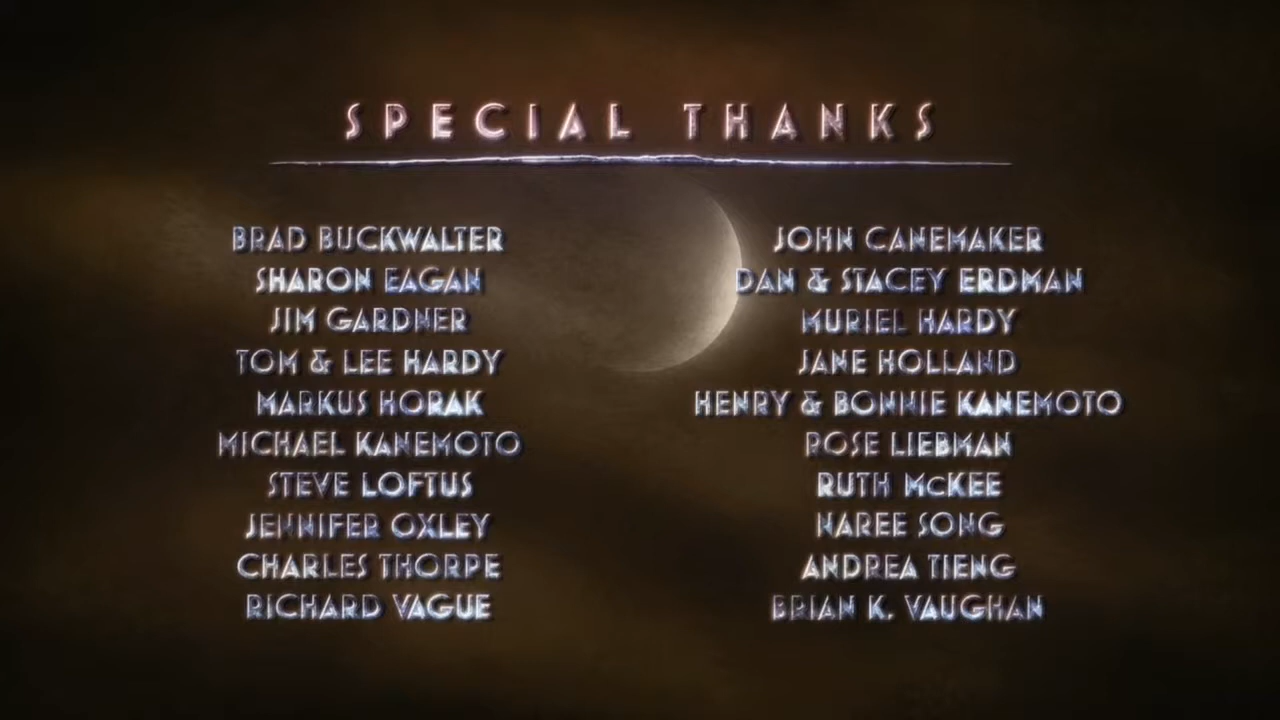 SPECIAL THANKS
BRAD BUCKWALTER
SHARON EAGAN
JIM GARDNER
TOM & LEE HARDY
MARKUS HORAK
MICHAEL KANEMOTO
STEVE LOFTUS
JENNIFER OXLEY
CHARLES THORPE
RICHARD VAGUE
JOHN CANEMAKER
DAN & STACEY ERDMAN
MURIEL HARDY
JANE HOLLAND
HENRY & BONNIE KANEMOTO
ROSE LIEBMAN
RUTH McKEE
NAREE SONG
ANDREA TIENG
BRIAN K. VAUGHAN